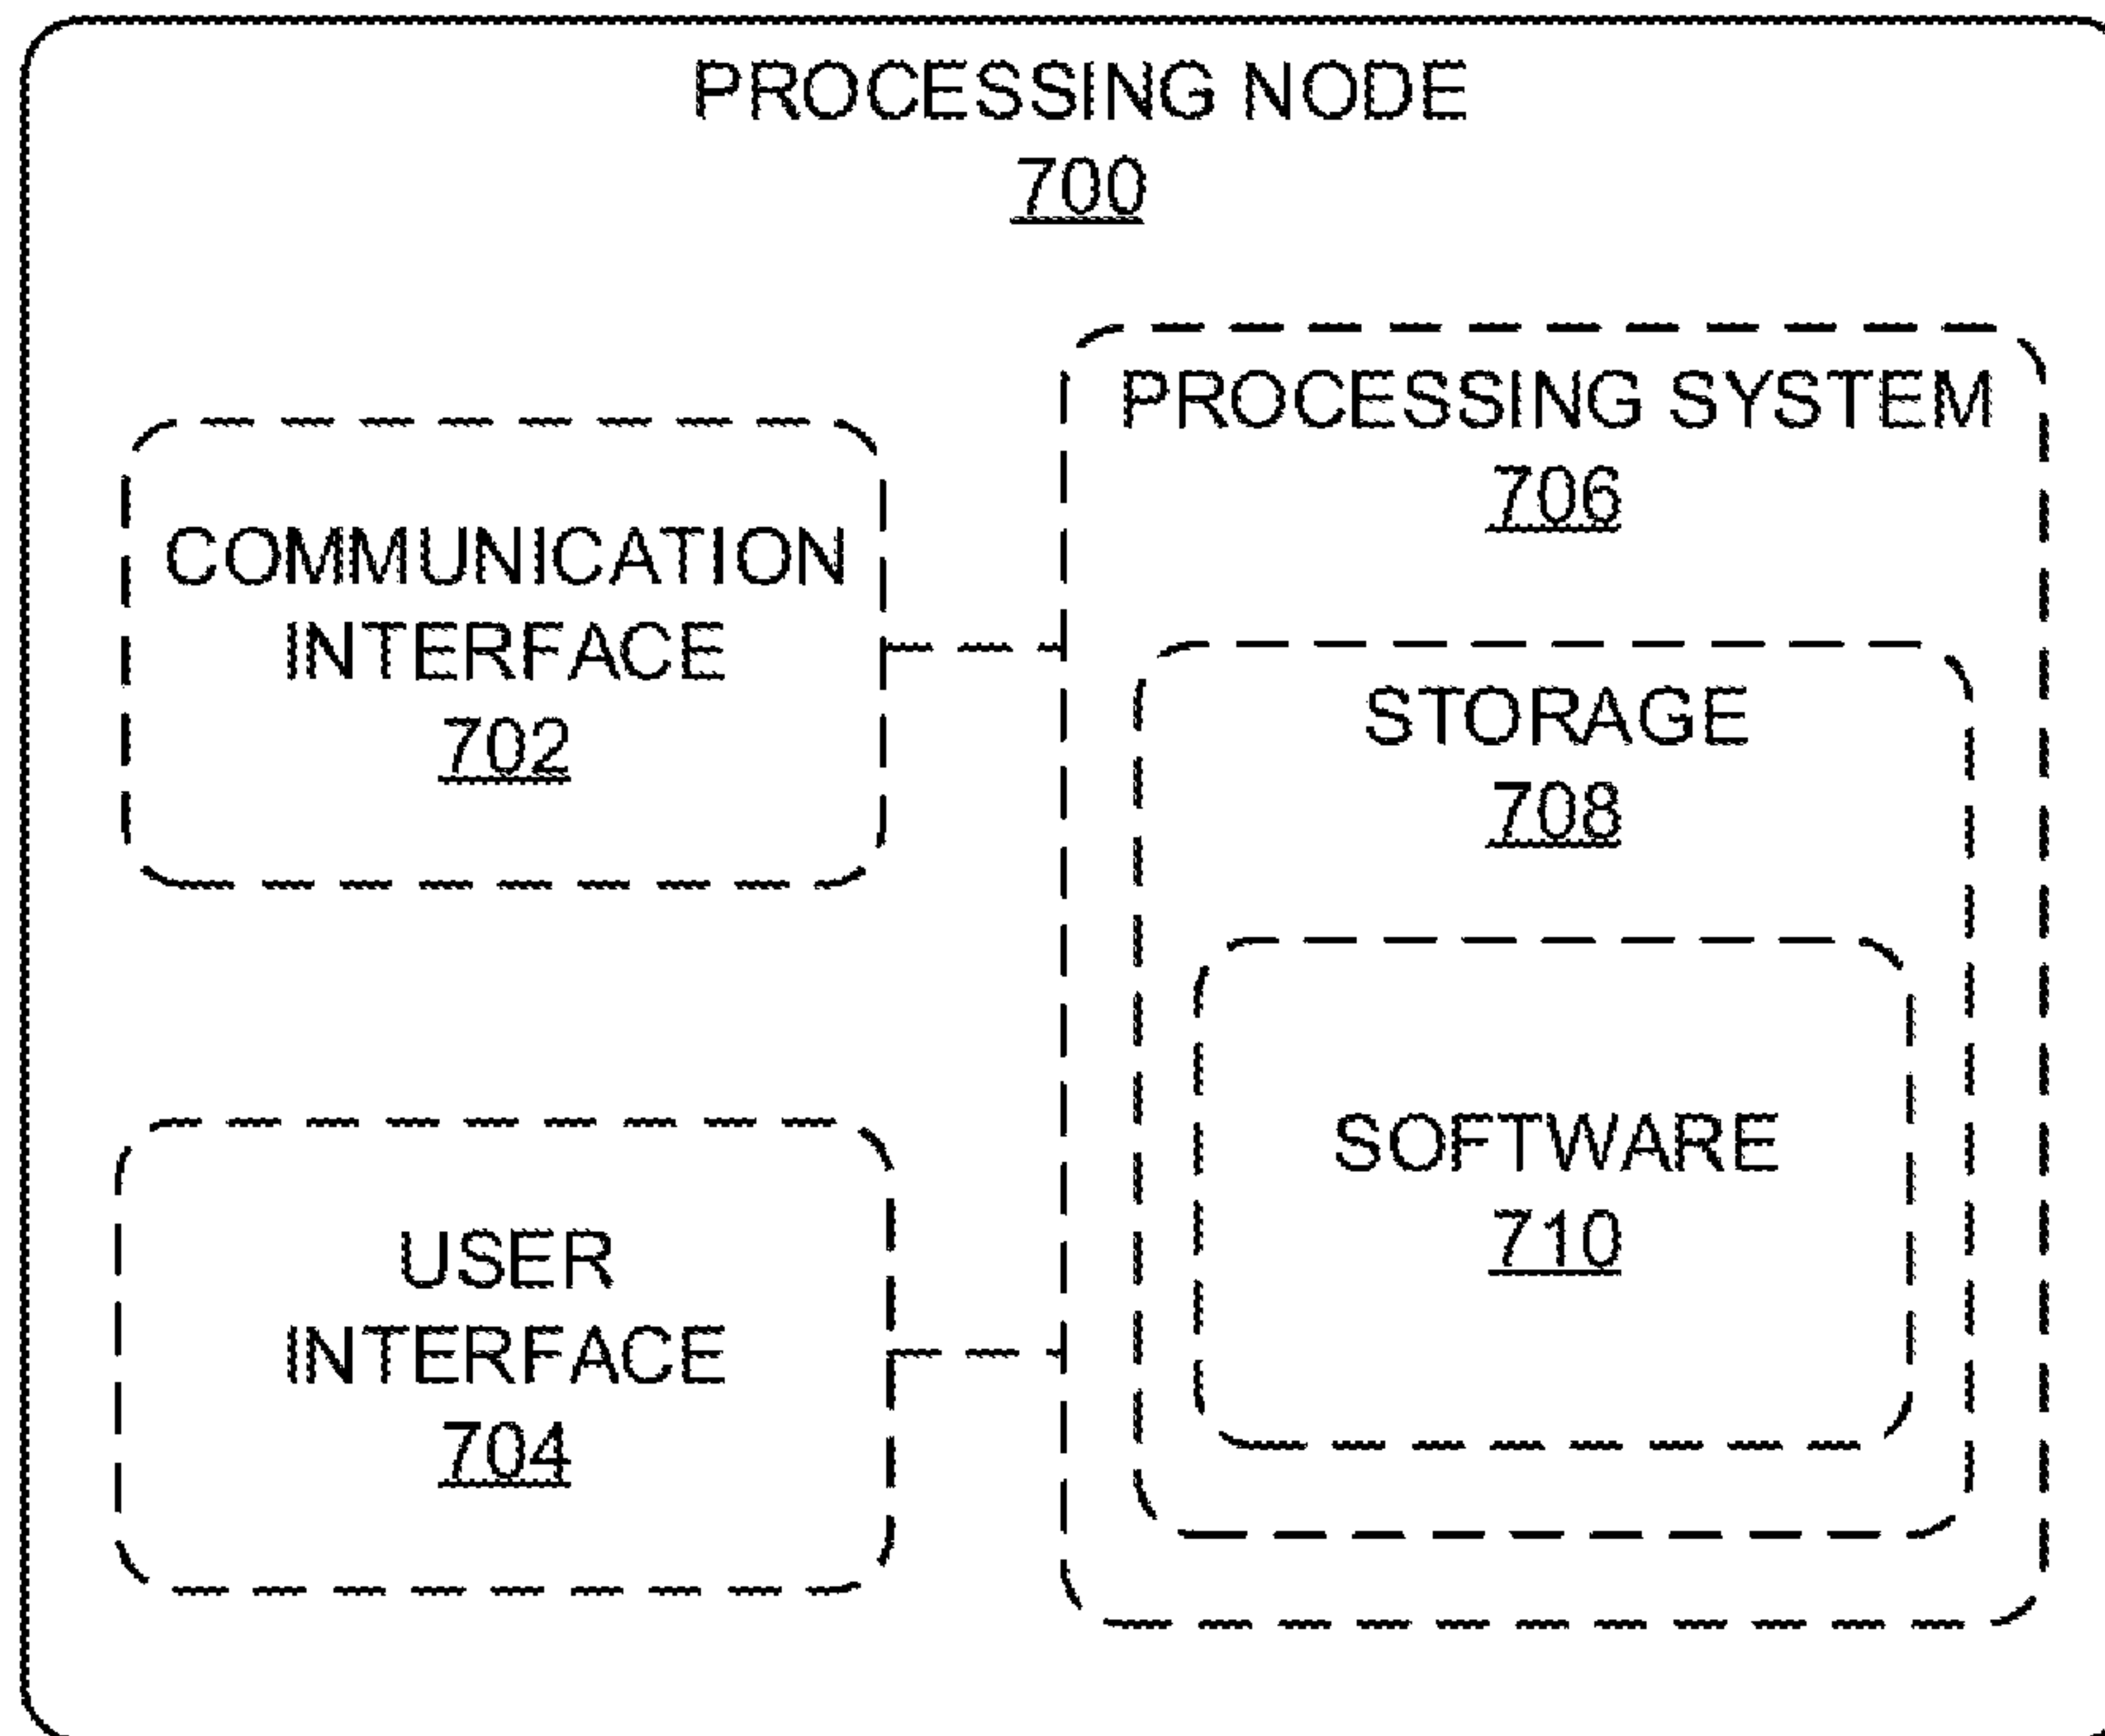 PROCESSING NODE
700
PROCESSING SYSTEM
706
COMMUNICATION
INTERFACE
702
STORAGE
708
SOFTWARE
710
USER
INTERFACE
704